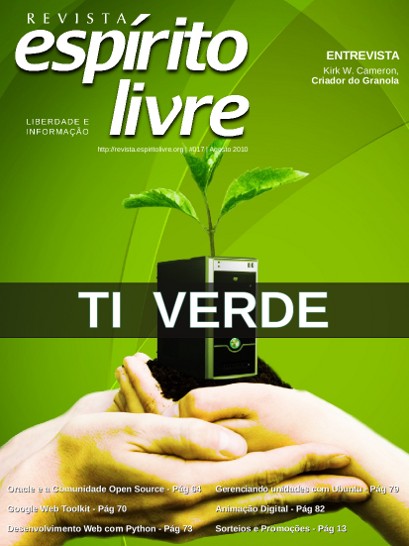 REVISTA
espírito
livre
LIBERDADE E
INFORMAÇÃO
http://revista.espiritolivre.org | #017 | Agosto 2010
ENTREVISTA
Kirk W. Cameron,
Criador do Granola
TI VERDE
Oracle e a Comunidade Open Source - Pág 64
Google Web Toolkit - Pág 70
Desenvolvimento Web com Python - Pág 73
Gerenciando unidades com Ubuntu - Pág 79
Animação Digital - Pág 82
Sorteios e Promoções - Pág 13